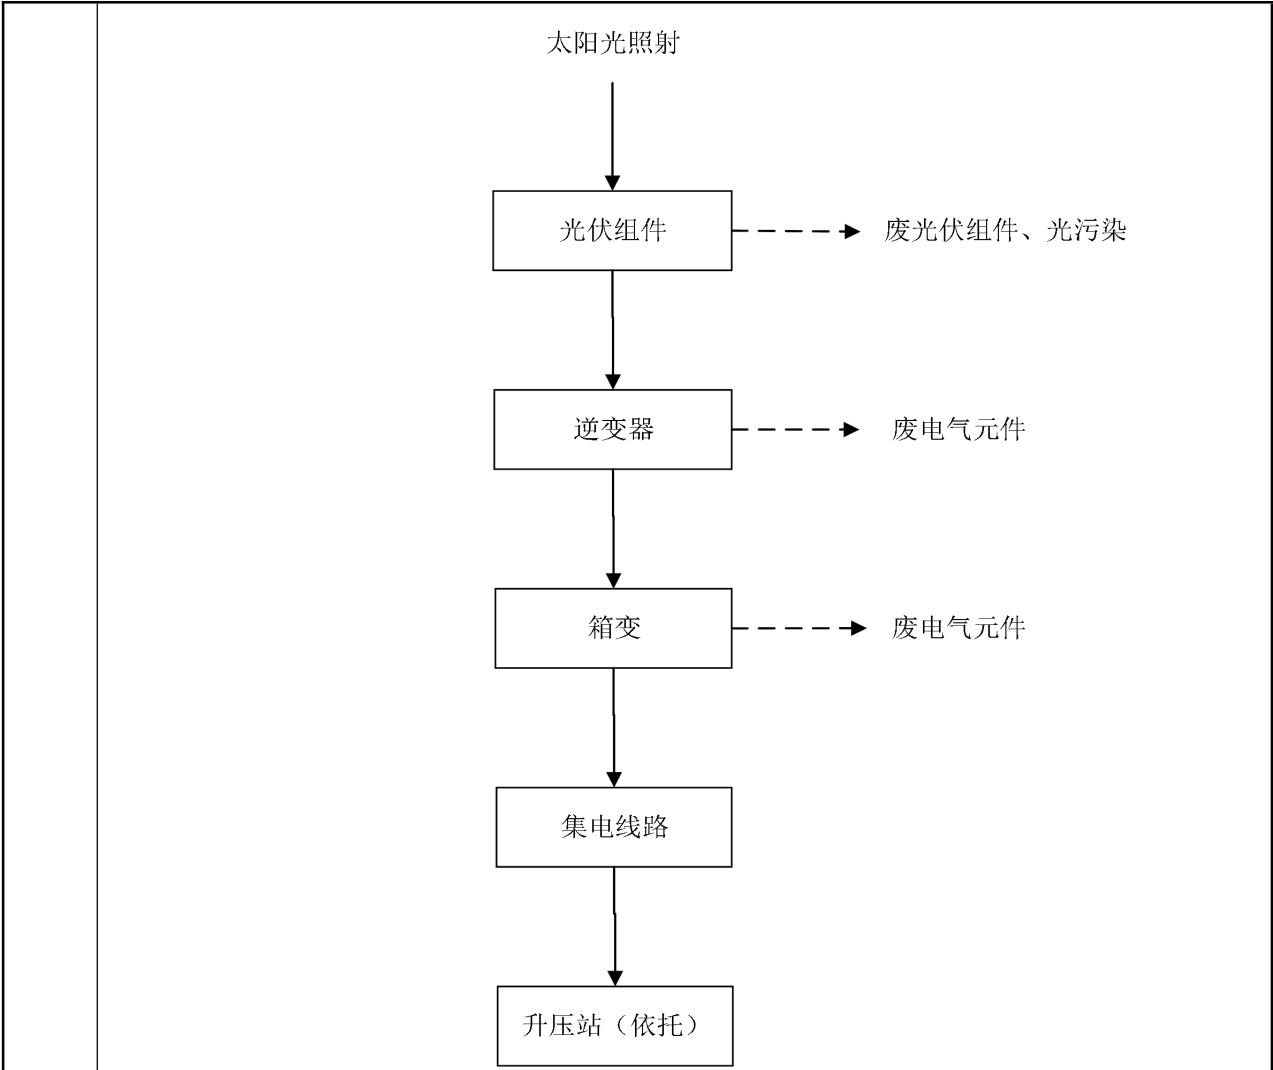 太阳光照射
光伏组件
废光伏组件、光污染
逆变器
废电气元件
箱变
废电气元件
集电线路
升压站（依托）